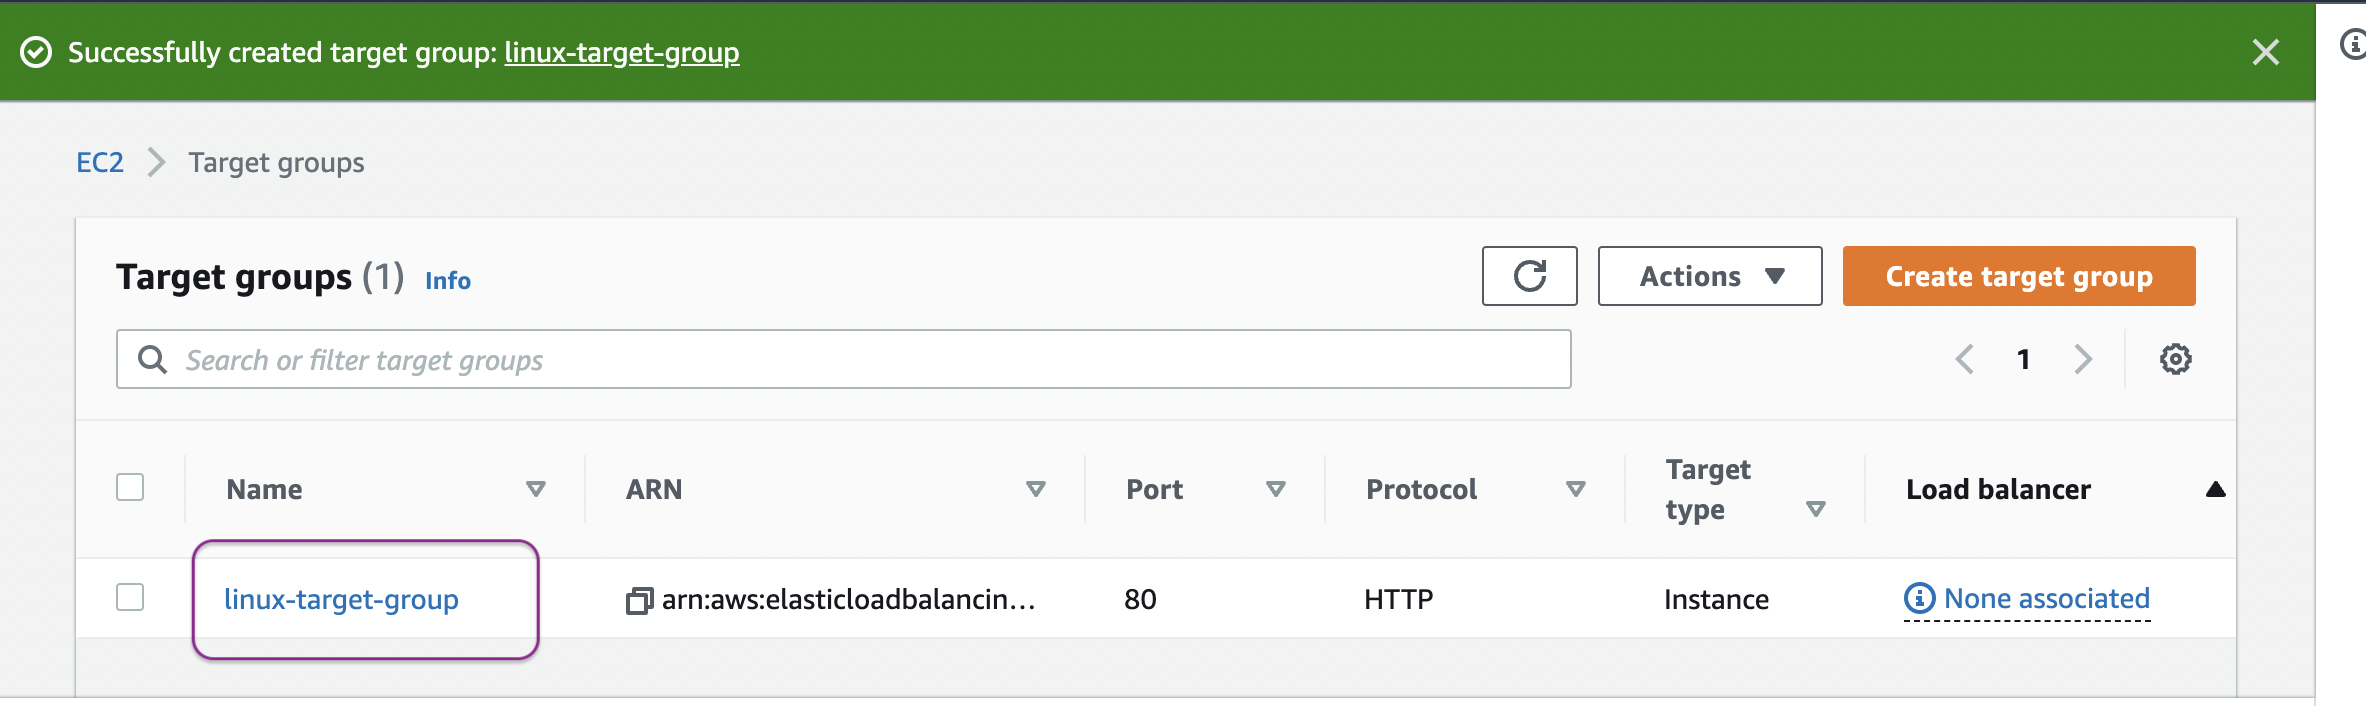 Successfully created target group: linux-target-group
EC2 Target groups
Target groups (1) Info
Actions
Create target group
Search or filter target groups
1
Name ARN Port Protocol Target type Load balancer
linux-target-group arn:aws:elasticloadbalancin... 80 HTTP Instance None associated